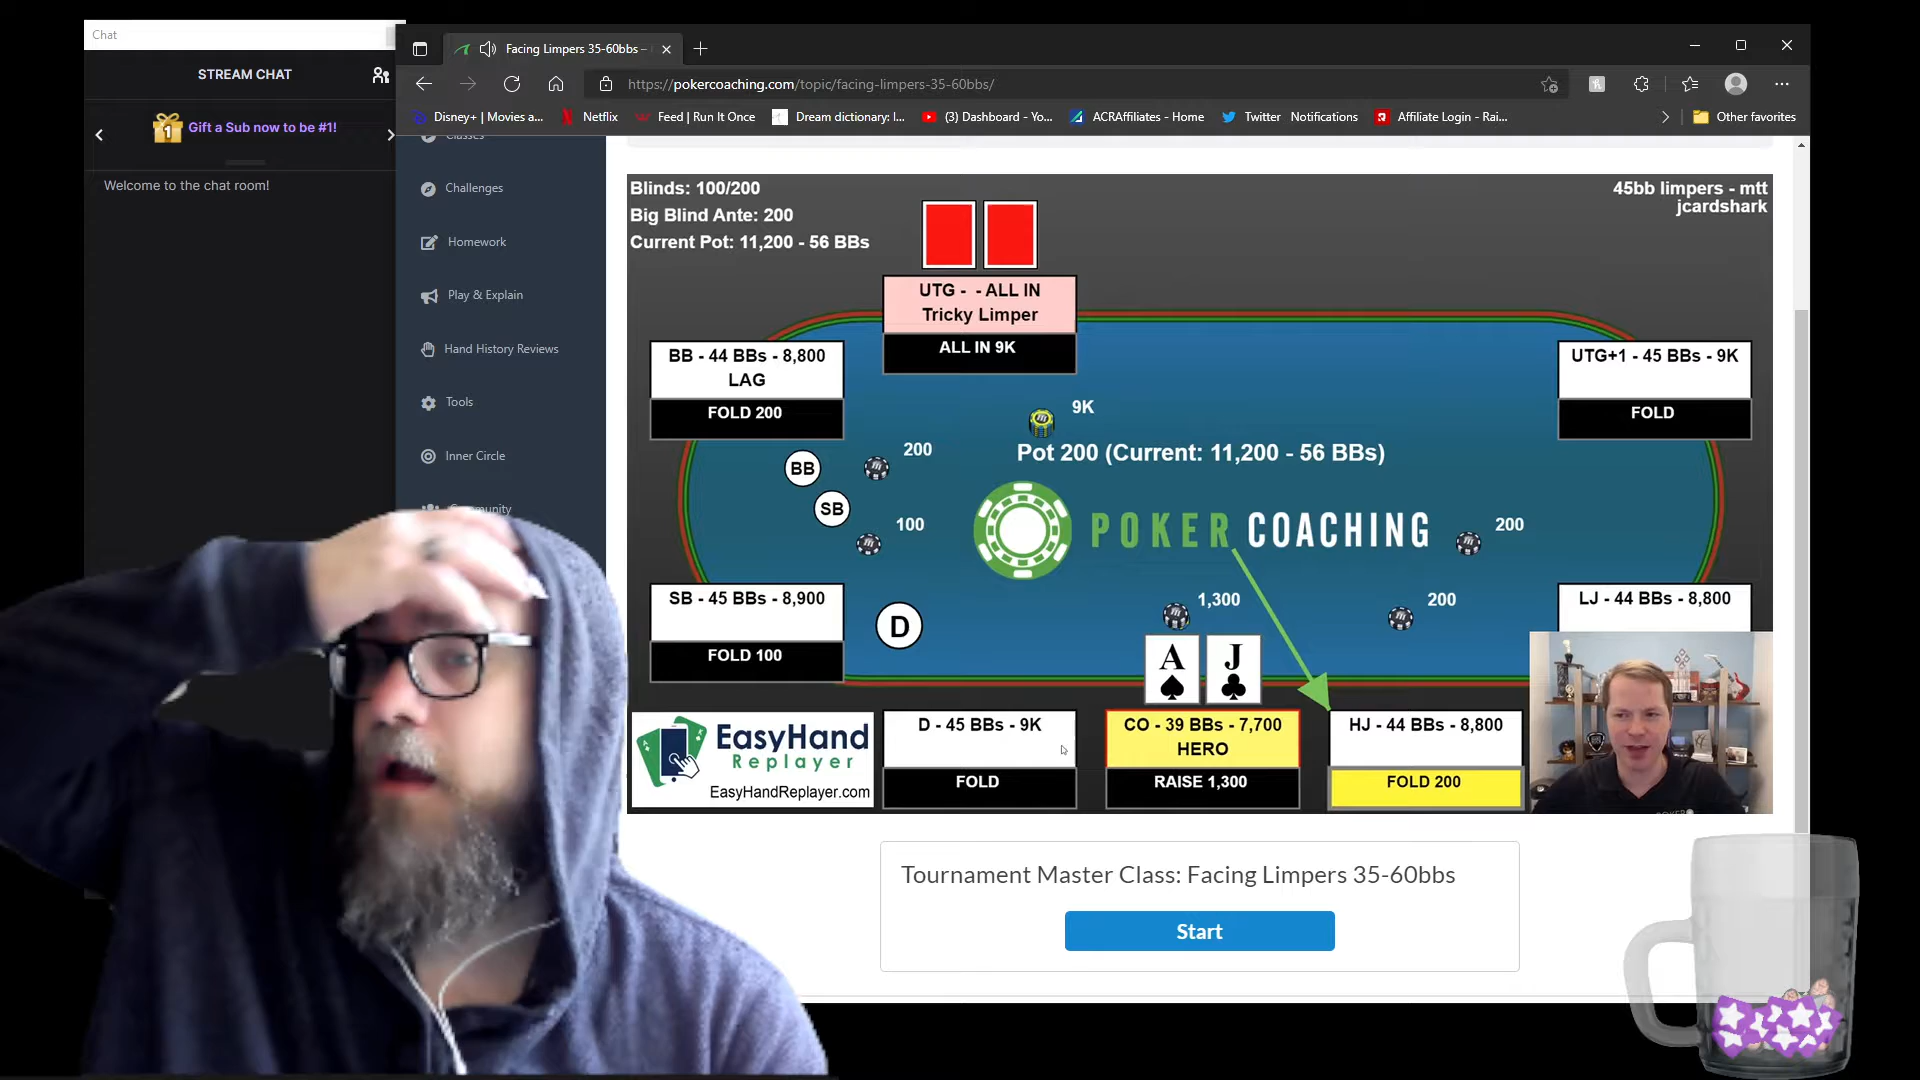 Chat
STREAM CHAT
1
Gift a Sub now to be #1!
Welcome to the chat room!
Facing Limpers 35-60bbs –
https://pokercoaching.com/topic/facing-limpers-35-60bbs/
Disney+ | Movies a...
Netflix
Feed | Run It Once
Dream dictionary: I...
(3) Dashboard - Yo...
ACRAffiliates - Home
Twitter
Notifications
Affiliate Login - Rai...
Other favorites
Classes
Challenges
Homework
Play & Explain
Hand History Reviews
Tools
Inner Circle
Community
Blinds: 100/200
Big Blind Ante: 200
Current Pot: 11,200 - 56 BBs
45bb limpers - mtt
jcardshark
UTG - - ALL IN
Tricky Limper
ALL IN 9K
BB - 44 BBs - 8,800
LAG
FOLD 200
UTG+1 - 45 BBs - 9K
FOLD
9K
200
Pot 200 (Current: 11,200 - 56 BBs)
BB
SB
100
POKER COACHING
200
SB - 45 BBs - 8,900
FOLD 100
D
1,300
200
LJ - 44 BBs - 8,800
A
J
EasyHand
Replayer
EasyHandReplayer.com
D - 45 BBs - 9K
FOLD
CO - 39 BBs - 7,700
HERO
RAISE 1,300
HJ - 44 BBs - 8,800
FOLD 200
Tournament Master Class: Facing Limpers 35-60bbs
Start